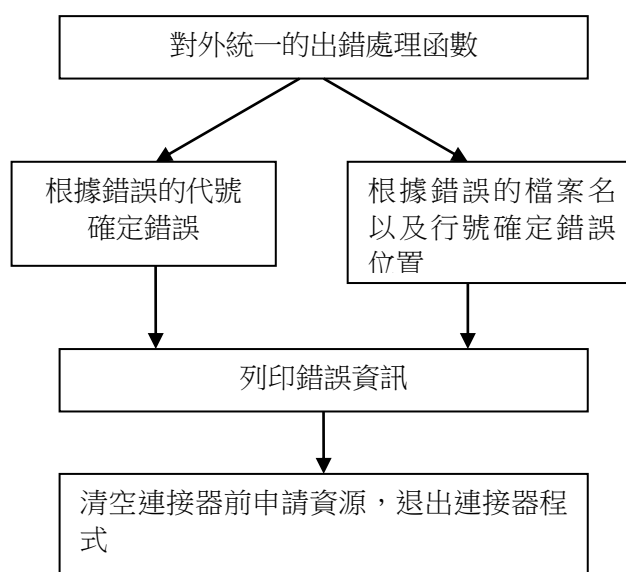 對外統一的出錯處理函數
根據錯誤的代號
確定錯誤
根據錯誤的檔案名
以及行號確定錯誤
位置
列印錯誤資訊
清空連接器前申請資源，退出連接器程
式